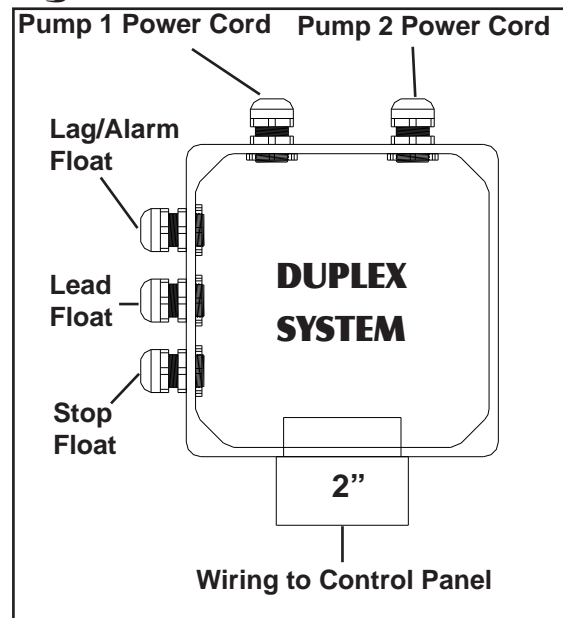 Pump 1 Power Cord
Pump 2 Power Cord
Lag/Alarm
Float
Lead
Float
Stop
Float
DUPLEX
SYSTEM
2”
Wiring to Control Panel